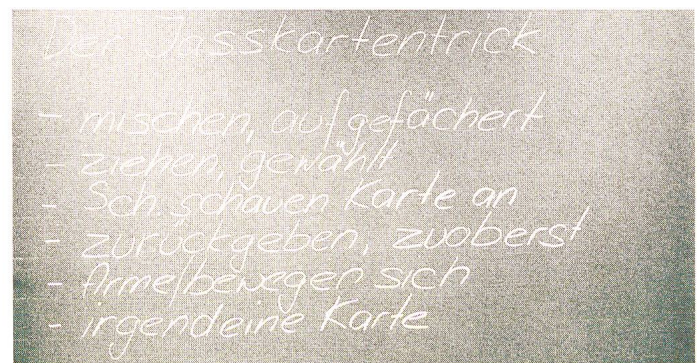 Der Jasskartentrick
- mischen, aufgefächert
- ziehen, gewählt
- Sch. schauen Karte an
- zurückgeben, zuoberst
- Ärmelbewegen sich
- irgendeine Karte